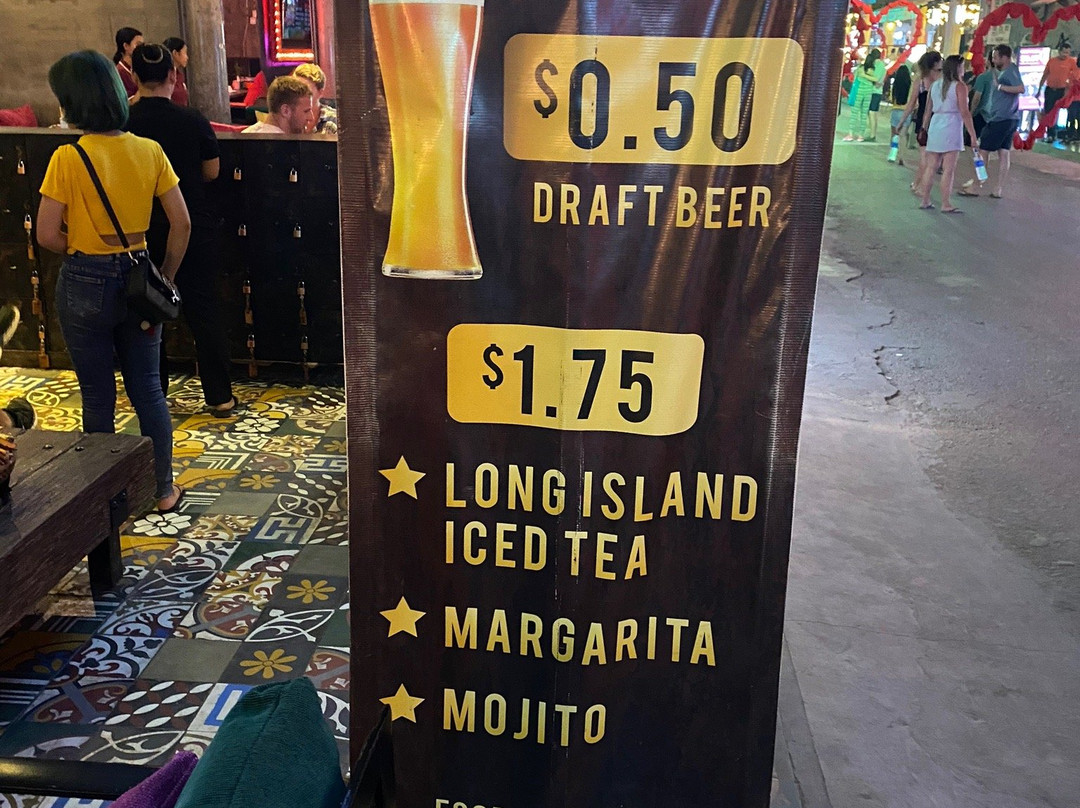 $0.50
DRAFT BEER
$1.75
LONG ISLAND
ICED TEA
MARGARITA
MOJITO